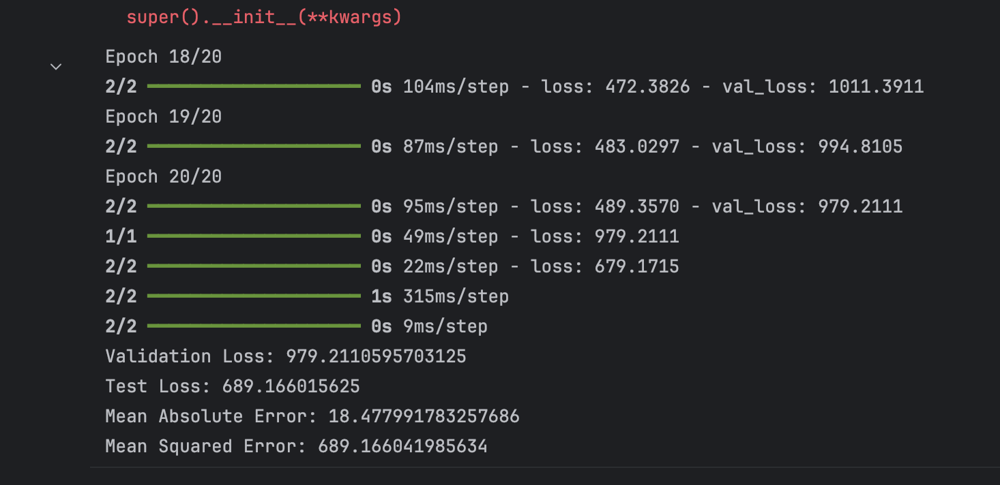 super().__init__(**kwargs)
Epoch 18/20
2/2 ━━━━━━━━━━━━━━━━━━━━ 0s 104ms/step - loss: 472.3826 - val_loss: 1011.3911
Epoch 19/20
2/2 ━━━━━━━━━━━━━━━━━━━━ 0s 87ms/step - loss: 483.0297 - val_loss: 994.8105
Epoch 20/20
2/2 ━━━━━━━━━━━━━━━━━━━━ 0s 95ms/step - loss: 489.3570 - val_loss: 979.2111
1/1 ━━━━━━━━━━━━━━━━━━━━ 0s 49ms/step - loss: 979.2111
2/2 ━━━━━━━━━━━━━━━━━━━━ 0s 22ms/step - loss: 679.1715
2/2 ━━━━━━━━━━━━━━━━━━━━ 1s 315ms/step
2/2 ━━━━━━━━━━━━━━━━━━━━ 0s 9ms/step
Validation Loss: 979.2110595703125
Test Loss: 689.166015625
Mean Absolute Error: 18.477991783257686
Mean Squared Error: 689.166041985634